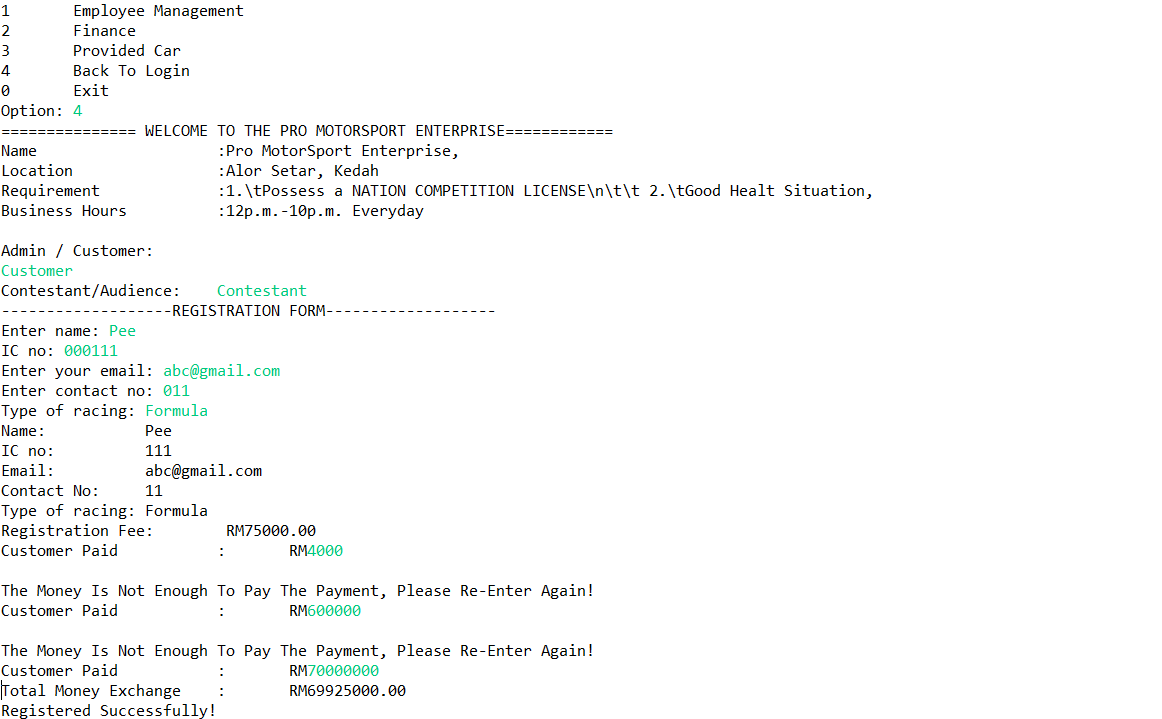 1 Employee Management
2 Finance
3 Provided Car
4 Back To Login
0 Exit
Option: 4
=============== WELCOME TO THE PRO MOTORSPORT ENTERPRISE============
Name :Pro MotorSport Enterprise,
Location :Alor Setar, Kedah
Requirement :1.\tPossess a NATION COMPETITION LICENSE\n\t\t 2.\tGood Healt Situation,
Business Hours :12p.m.-10p.m. Everyday
Admin / Customer:
Customer
Contestant/Audience: Contestant
-------------------REGISTRATION FORM-------------------
Enter name: Pee
IC no: 000111
Enter your email: abc@gmail.com
Enter contact no: 011
Type of racing: Formula
Name: Pee
IC no: 111
Email: abc@gmail.com
Contact No: 11
Type of racing: Formula
Registration Fee: RM75000.00
Customer Paid : RM4000
The Money Is Not Enough To Pay The Payment, Please Re-Enter Again!
Customer Paid : RM600000
The Money Is Not Enough To Pay The Payment, Please Re-Enter Again!
Customer Paid : RM70000000
Total Money Exchange : RM69925000.00
Registered Successfully!